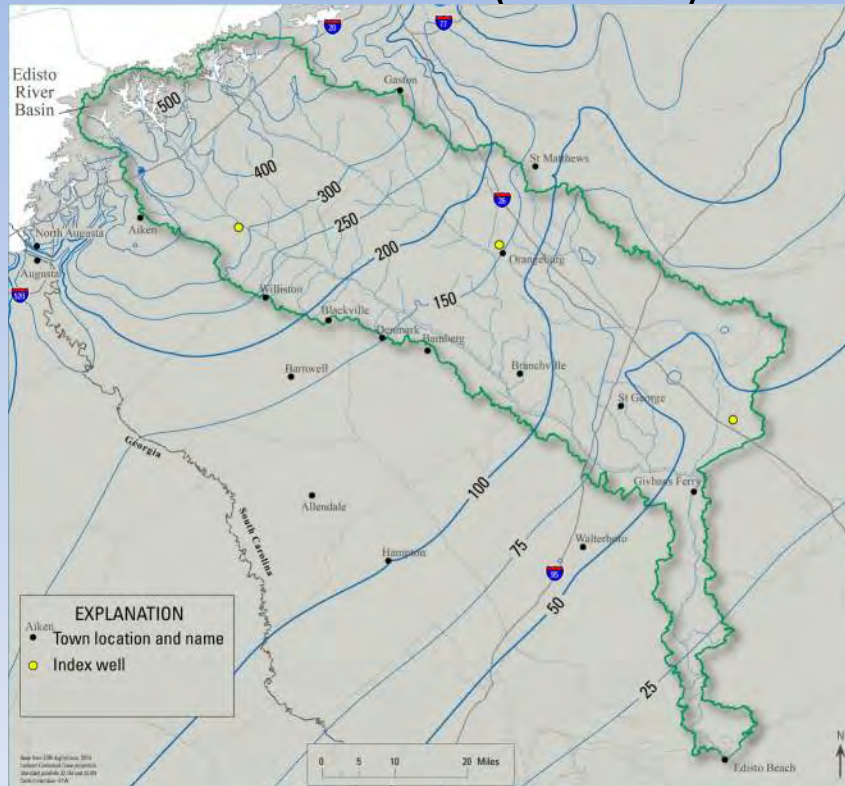 20
77
Edisto
River
Basin
Gaston
500
400
St Matthews
300
26
250
Aiken
North Augusta
200
Augusta
Orangeburg
520
Williston
150
Blackville
Denmark
Bamberg
Barnwell
Branchville
St George
Georgia
Givhans Ferry
100
Allendale
South Carolina
75
Walterboro
Hampton
95
50
EXPLANATION
Aiken
Town location and name
Index well
25
N
0 5 10 20 Miles
Edisto Beach